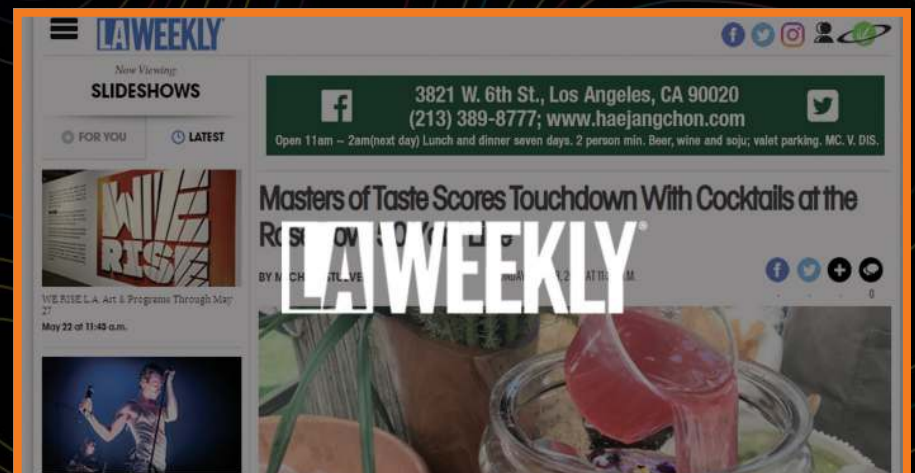 LA WEEKLY
Now Viewing:
SLIDESHOWS
FOR YOU
LATEST
WE RISE
WE RISE L.A. Art & Programs Through May
27
May 22 at 11:45 a.m.
3821 W. 6th St., Los Angeles, CA 90020
(213) 389-8777; www.haejangchon.com
Open 11am – 2am(next day) Lunch and dinner seven days. 2 person min. Beer, wine and soju; valet parking. MC. V. DIS.
Masters of Taste Scores Touchdown With Cocktails at the
LA WEEKLY
BY
0